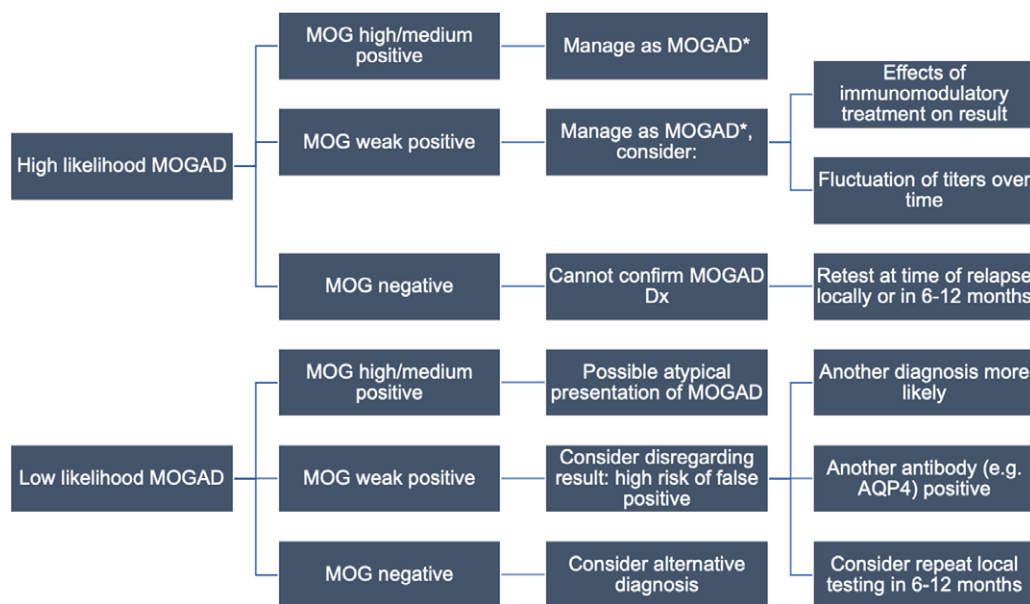 High likelihood MOGAD
MOG high/medium
positive
Manage as MOGAD*
MOG weak positive
Manage as MOGAD*,
consider:
Effects of
immunomodulatory
treatment on result
Fluctuation of titers over
time
MOG negative
Cannot confirm MOGAD
Dx
Retest at time of relapse
locally or in 6-12 months
Low likelihood MOGAD
MOG high/medium
positive
Possible atypical
presentation of MOGAD
MOG weak positive
Consider disregarding
result: high risk of false
positive
Another diagnosis more
likely
Another antibody (e.g.
AQP4) positive
Consider repeat local
testing in 6-12 months
MOG negative
Consider alternative
diagnosis